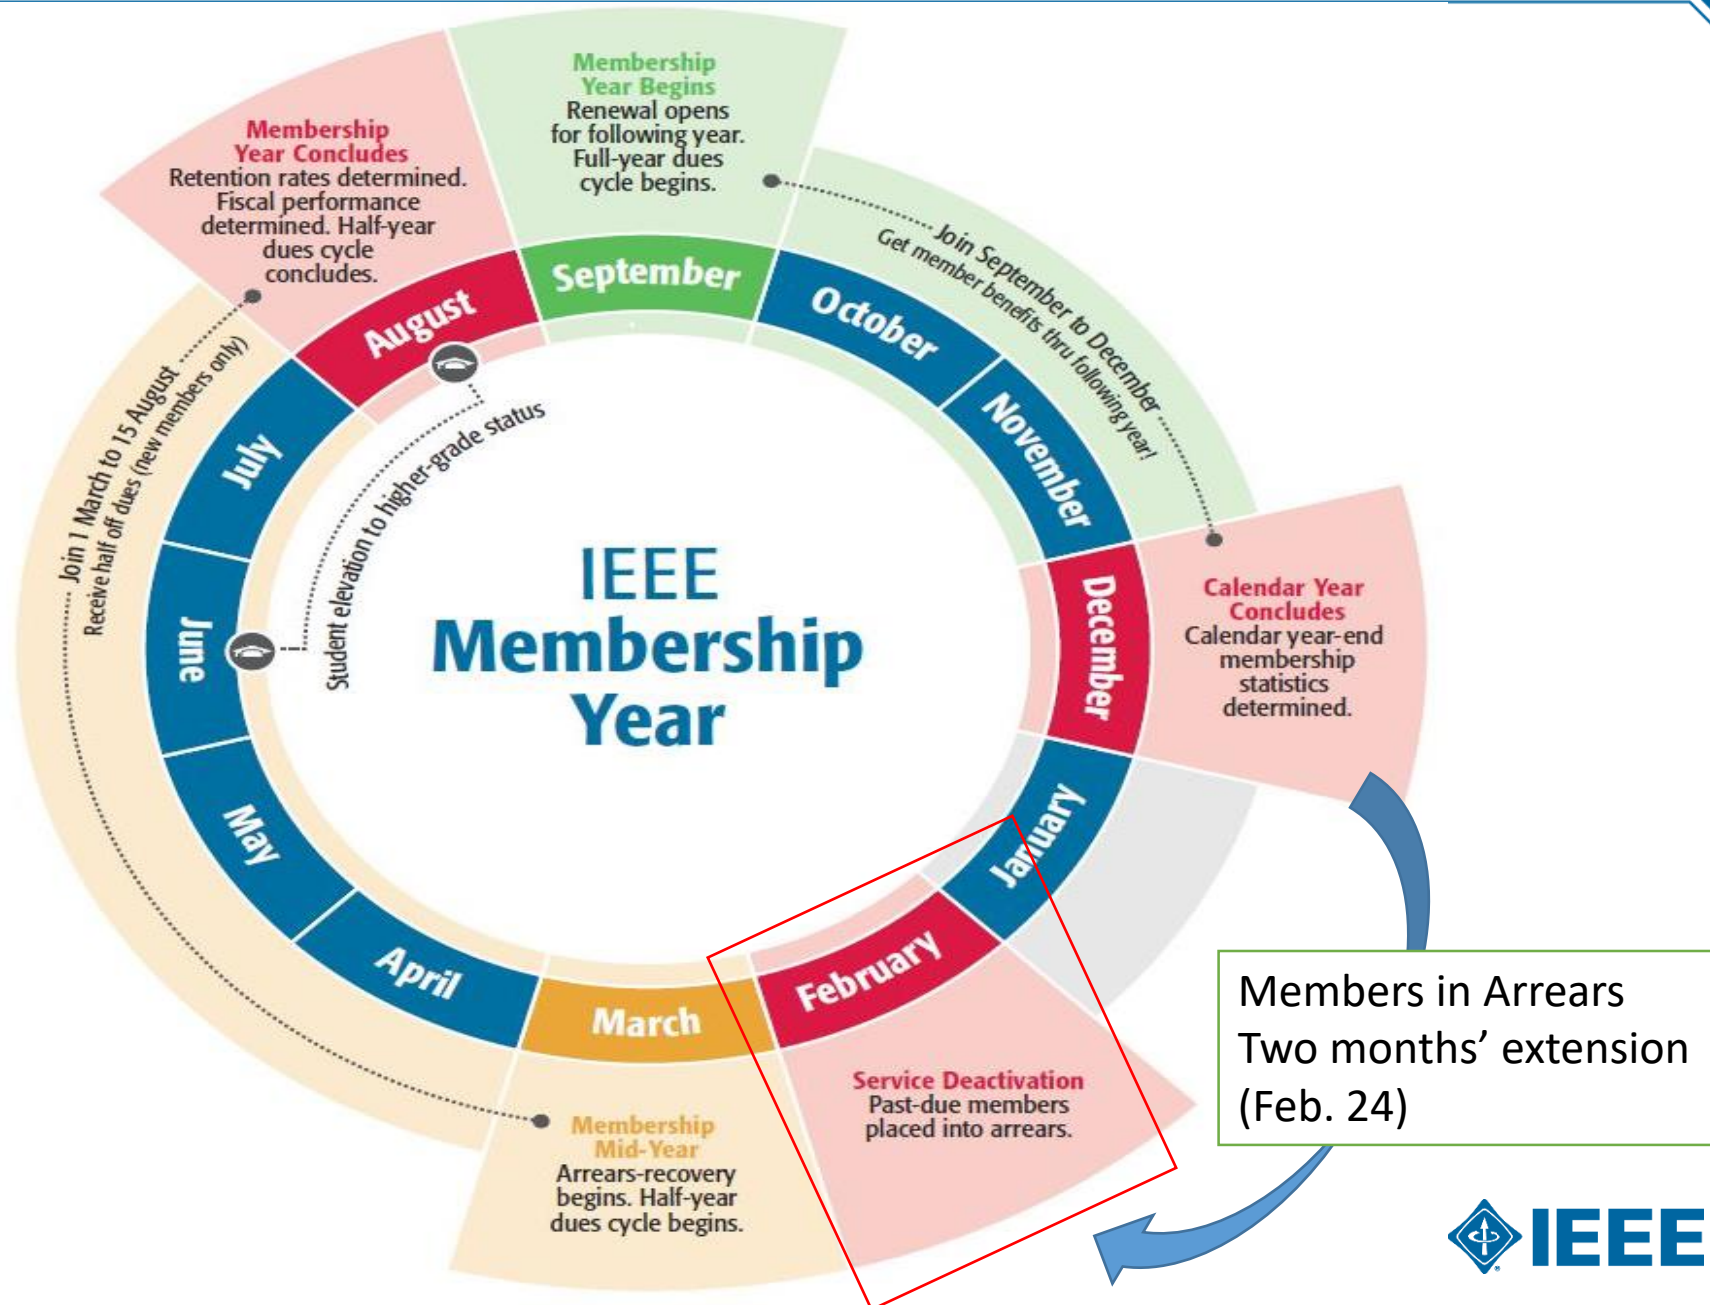 Membership
Year Begins
Renewal opens
for following year.
Full-year dues
cycle begins.
Membership
Year Concludes
Retention rates determined.
Fiscal performance
determined. Half-year
dues cycle
concludes.
September
October
November
December
January
February
March
April
May
June
July
August
Join September to December
Get member benefits thru following year!
Join 1 March to 15 August
Receive half off dues (new members only)
Student elevation to higher-grade status
IEEE
Membership
Year
Calendar Year
Concludes
Calendar year-end
membership
statistics
determined.
Members in Arrears
Two months’ extension
(Feb. 24)
Service Deactivation
Past-due members
placed into arrears.
Membership
Mid-Year
Arrears-recovery
begins. Half-year
dues cycle begins.
IEEE